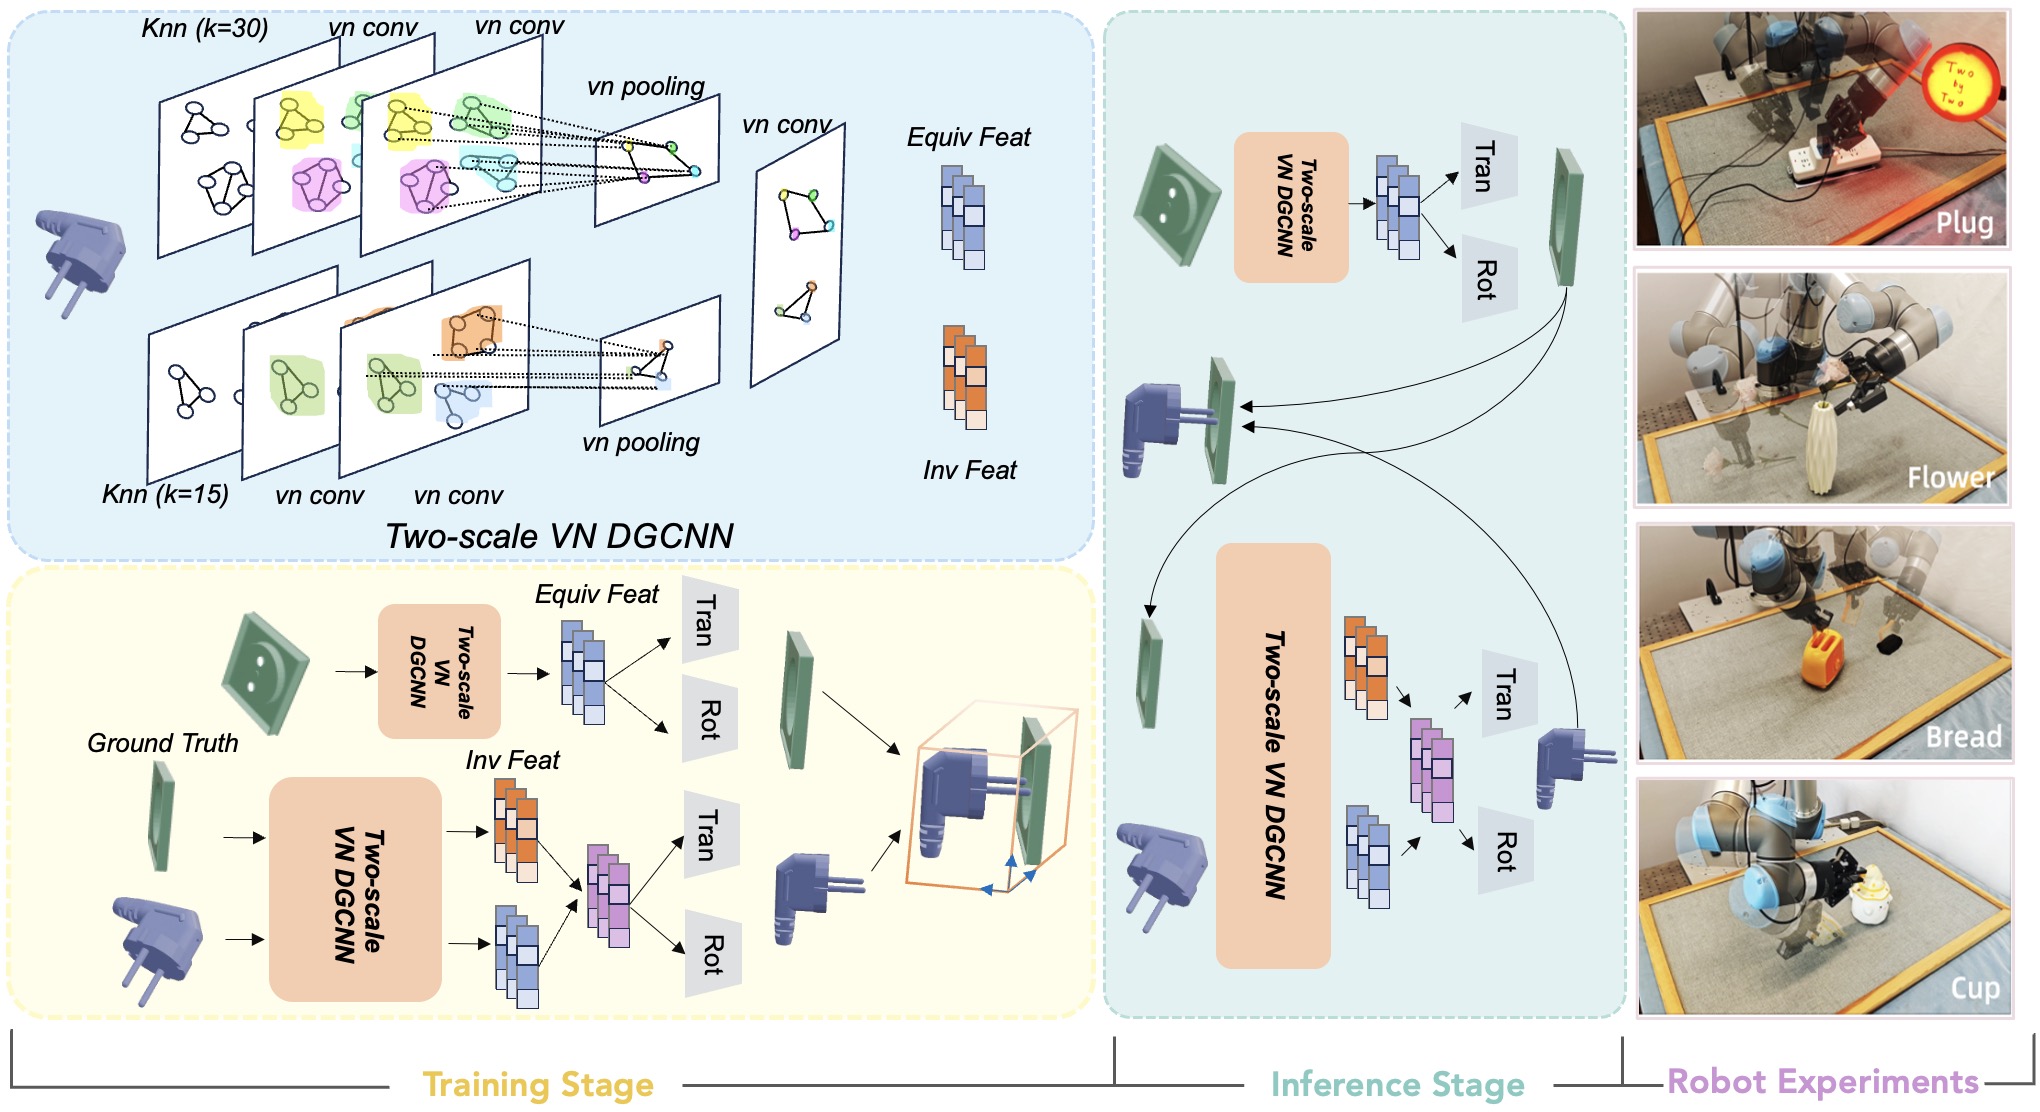 Knn (k=30)
vn conv
vn conv
vn pooling
vn conv
Equiv Feat
Inv Feat
vn pooling
Knn (k=15)
vn conv
vn conv
Two-scale VN DGCNN
Equiv Feat
Two-scale
VN
DGCNN
Tran
Rot
Ground Truth
Inv Feat
Two-scale
VN DGCNN
Tran
Rot
Two-scale
VN DGCNN
Tran
Rot
Two-scale VN DGCNN
Tran
Rot
Two
by
Two
Plug
Flower
Bread
Cup
Training Stage
Inference Stage
Robot Experiments